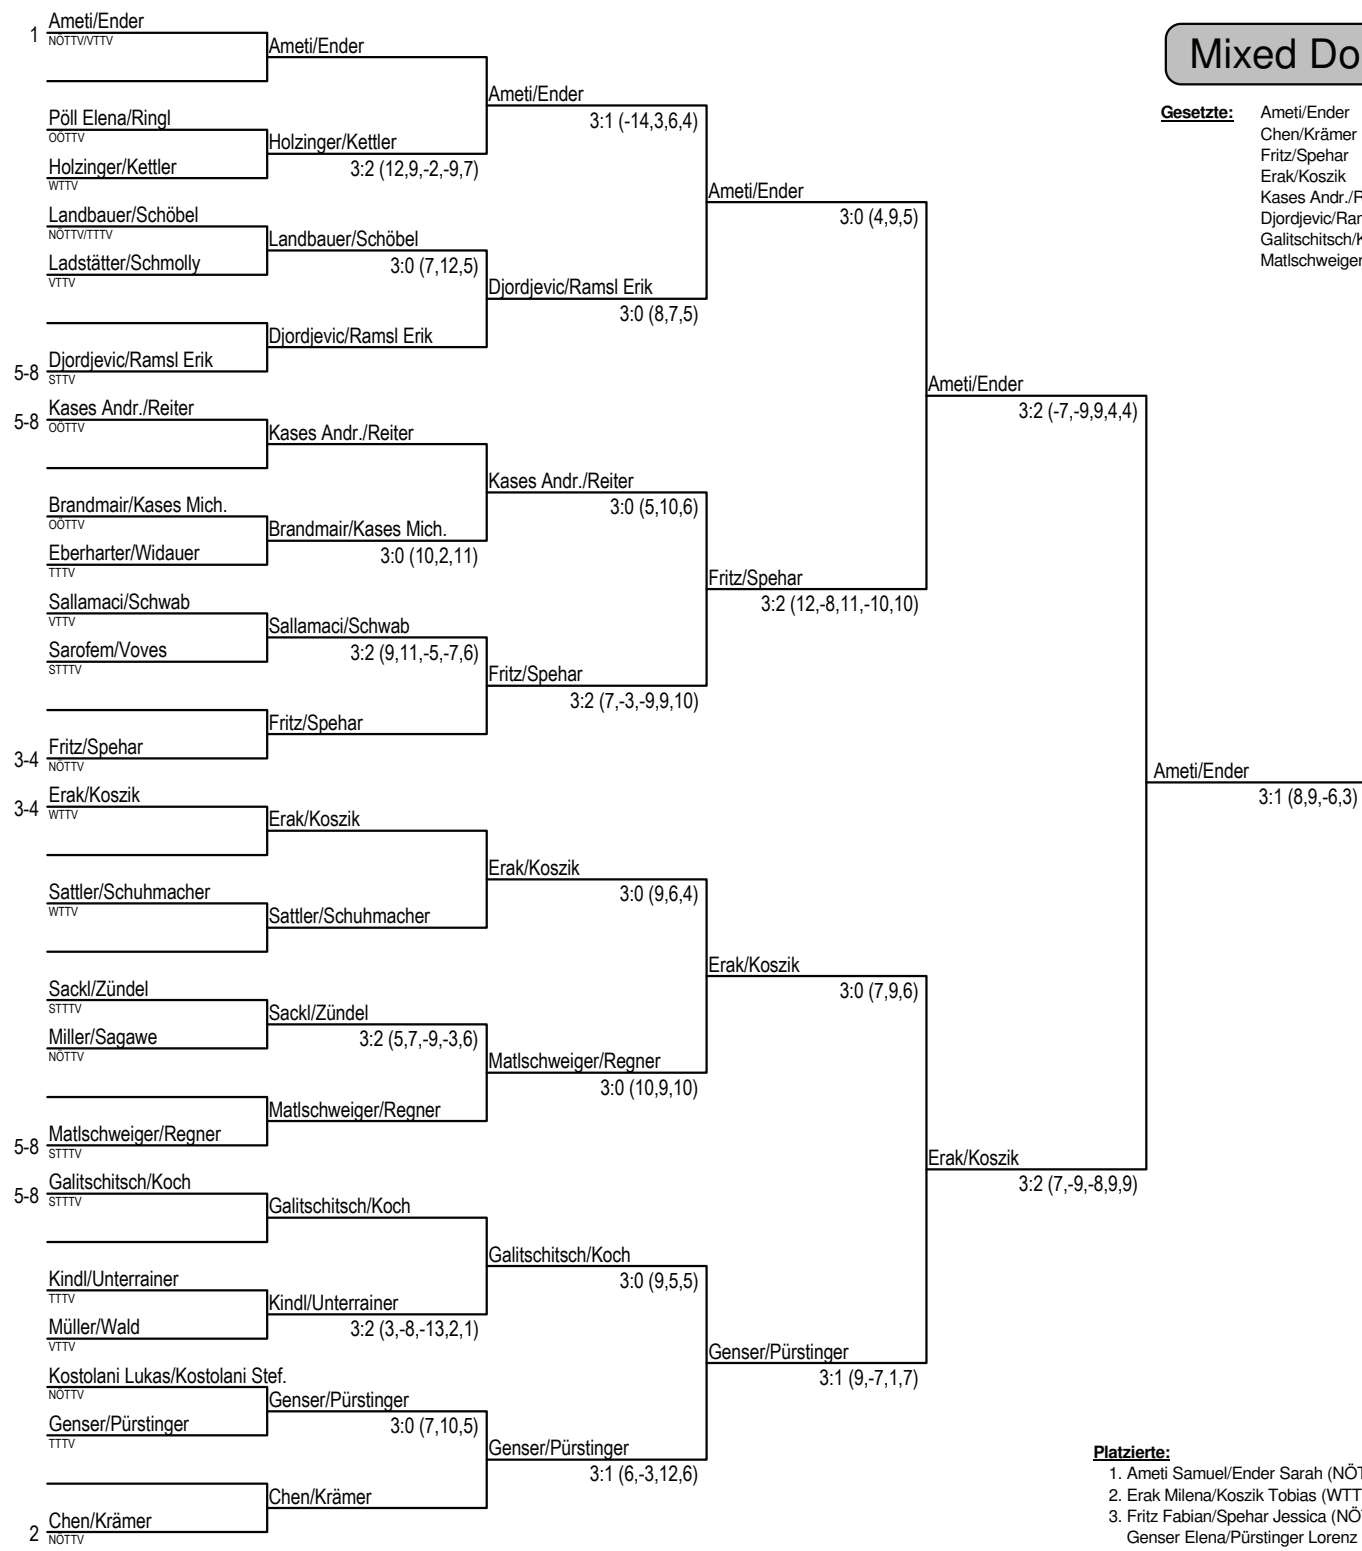 Mixed Do
Gesetzte: Ameti/Ender
Chen/Krämer
Fritz/Spehar
Erak/Koszik
Kases Andr./R
Djordjevic/Ran
Galitschitsch/K
Matlschweiger
1 Ameti/Ender
NÖTTV/VTTV
Pöll Elena/Ringl
OÖTTV
Holzinger/Kettler
WTTV
Landbauer/Schöbel
NÖTTV/TTTV
Ladstätter/Schmolly
VTTV
5-8 Djordjevic/Ramsl Erik
STTV
5-8 Kases Andr./Reiter
OÖTTV
Brandmair/Kases Mich.
OÖTTV
Eberharter/Widauer
TTTV
Sallamaci/Schwab
VTTV
Sarofem/Voves
STTTV
3-4 Fritz/Spehar
NÖTTV
3-4 Erak/Koszik
WTTV
Sattler/Schuhmacher
WTTV
Sackl/Zündel
STTTV
Miller/Sagawe
NÖTTV
5-8 Matlschweiger/Regner
STTTV
5-8 Galitschitsch/Koch
STTTV
Kindl/Unterrainer
TTTV
Müller/Wald
VTTV
Kostolani Lukas/Kostolani Stef.
NÖTTV
Genser/Pürstinger
TTTV
2 Chen/Krämer
NÖTTV
Ameti/Ender
Holzinger/Kettler
3:2 (12,9,-2,-9,7)
Landbauer/Schöbel
3:0 (7,12,5)
Djordjevic/Ramsl Erik
Kases Andr./Reiter
Brandmair/Kases Mich.
3:0 (10,2,11)
Sallamaci/Schwab
3:2 (9,11,-5,-7,6)
Fritz/Spehar
Erak/Koszik
Sattler/Schuhmacher
Sackl/Zündel
3:2 (5,7,-9,-3,6)
Matlschweiger/Regner
Galitschitsch/Koch
Kindl/Unterrainer
3:2 (3,-8,-13,2,1)
Genser/Pürstinger
3:0 (7,10,5)
Chen/Krämer
Ameti/Ender
3:1 (-14,3,6,4)
Djordjevic/Ramsl Erik
3:0 (8,7,5)
Kases Andr./Reiter
3:0 (5,10,6)
Fritz/Spehar
3:2 (7,-3,-9,9,10)
Erak/Koszik
3:0 (9,6,4)
Matlschweiger/Regner
3:0 (10,9,10)
Galitschitsch/Koch
3:0 (9,5,5)
Genser/Pürstinger
3:1 (6,-3,12,6)
Ameti/Ender
3:0 (4,9,5)
Fritz/Spehar
3:2 (12,-8,11,-10,10)
Erak/Koszik
3:0 (7,9,6)
Genser/Pürstinger
3:1 (9,-7,1,7)
Ameti/Ender
3:2 (-7,-9,9,4,4)
Erak/Koszik
3:2 (7,-9,-8,9,9)
Ameti/Ender
3:1 (8,9,-6,3)
Platzierte:
1. Ameti Samuel/Ender Sarah (NÖT
2. Erak Milena/Koszik Tobias (WTT
3. Fritz Fabian/Spehar Jessica (NÖ
Genser Elena/Pürstinger Lorenz